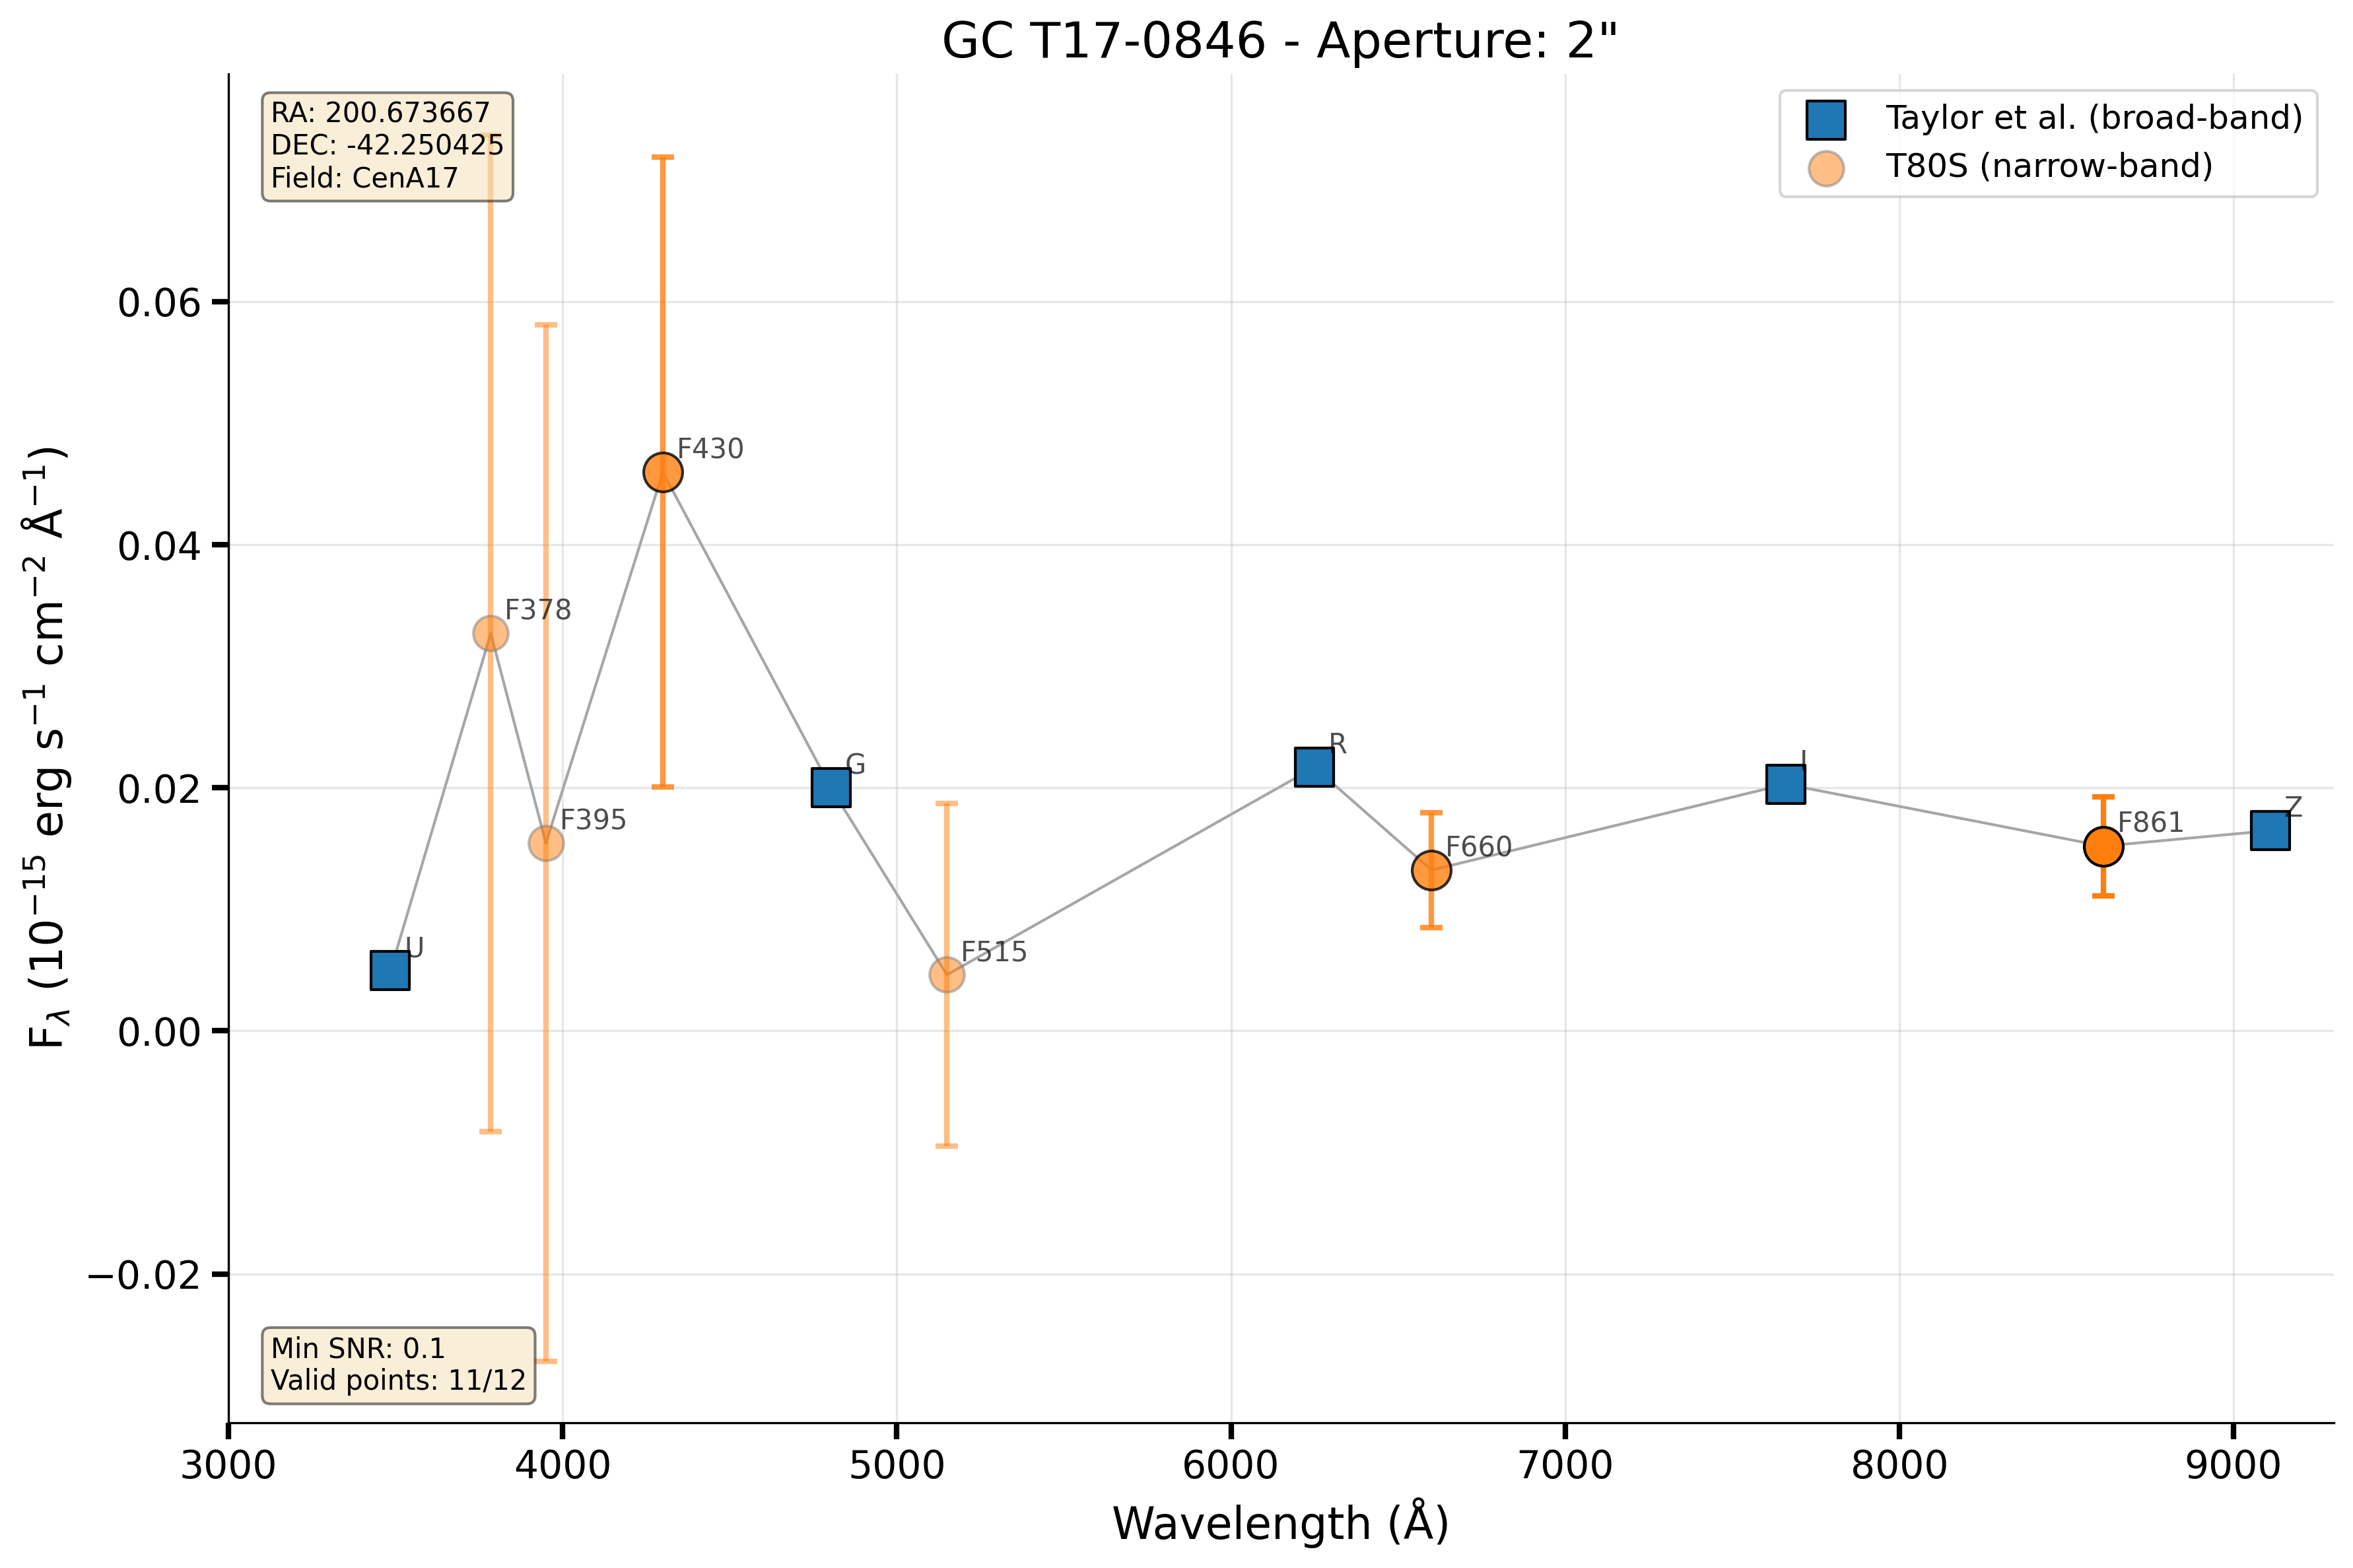 GC T17-0846 - Aperture: 2"
RA: 200.673667
DEC: -42.250425
Field: CenA17
Taylor et al. (broad-band)
T80S (narrow-band)
F430
F378
F395
U
G
F515
R
F660
I
F861
Z
Min SNR: 0.1
Valid points: 11/12
0.06
0.04
0.02
0.00
−0.02
3000 4000 5000 6000 7000 8000 9000
Wavelength (Å)
F$_λ$ (10$^{−15}$ erg s$^{−1}$ cm$^{−2}$ Å$^{−1}$)